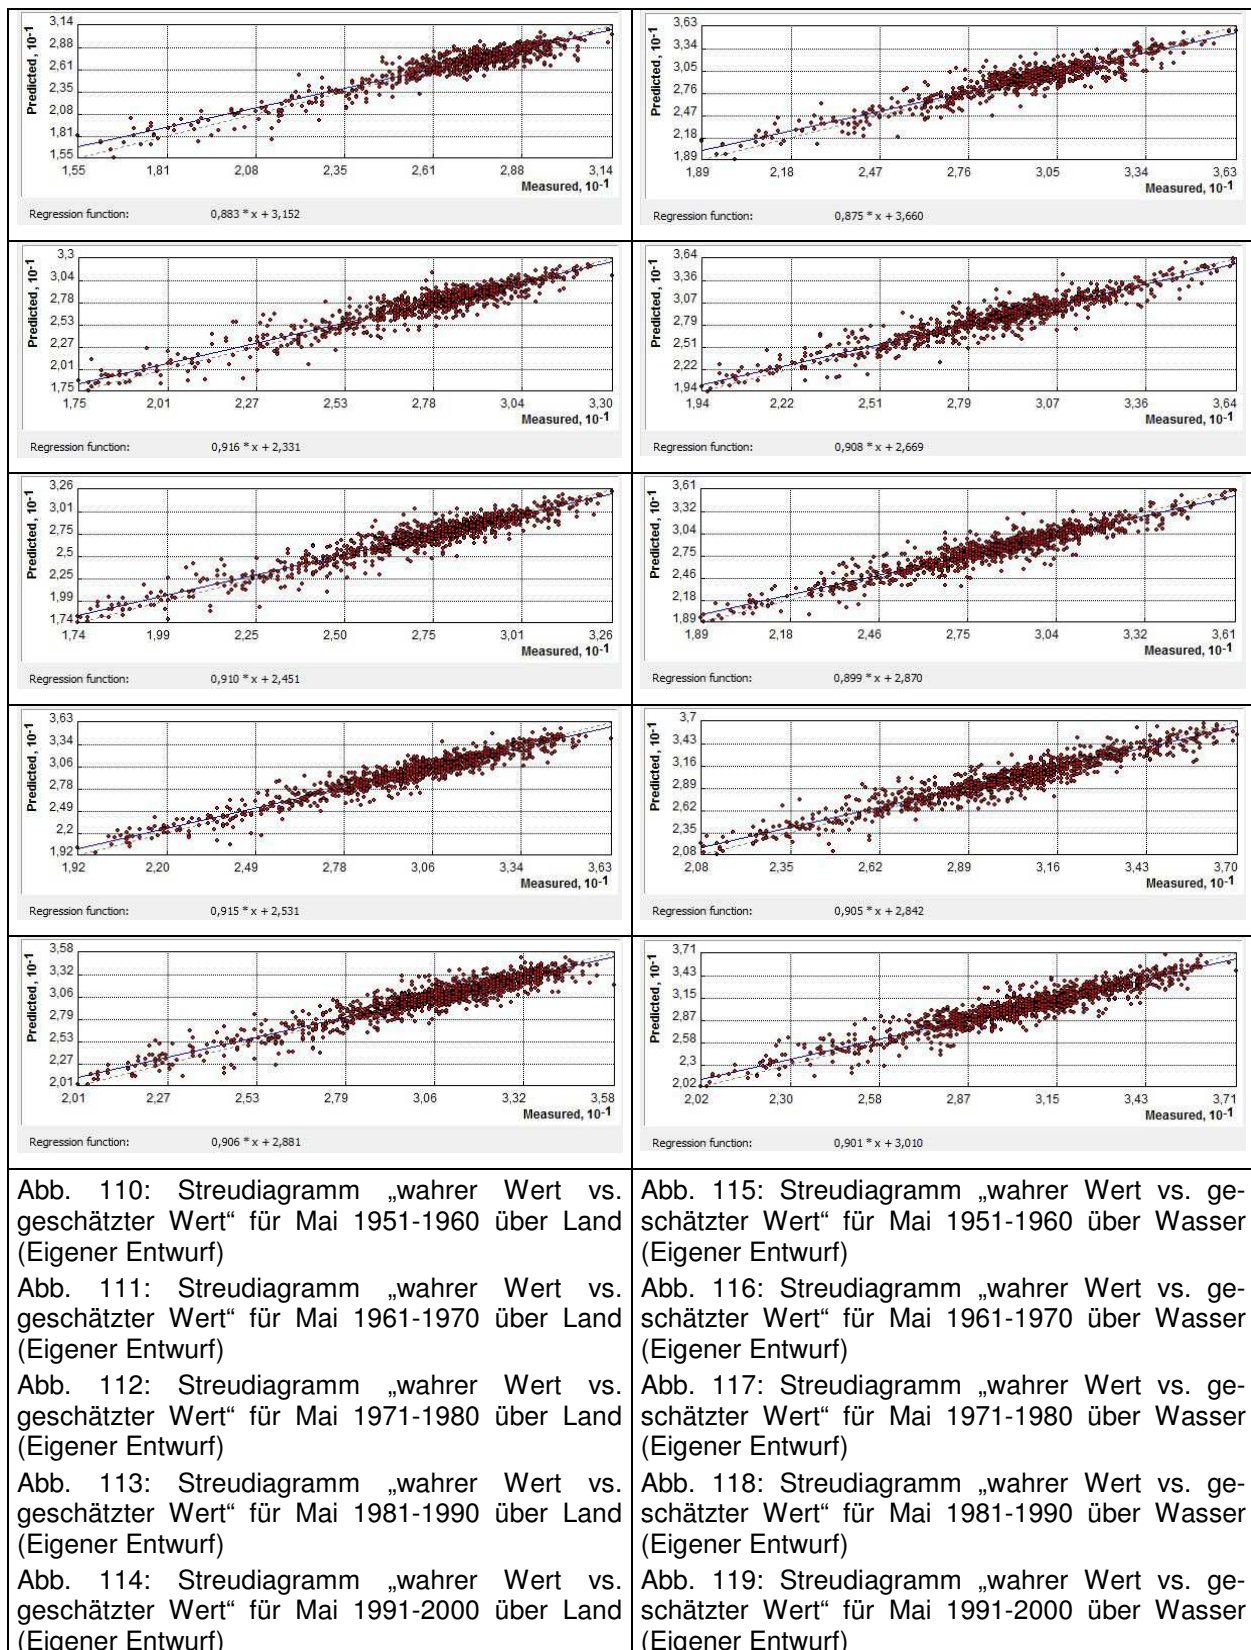 3,14
2,88
2,61
2,35
2,08
1,81
1,55
Predicted, 10-1
1,55 1,81 2,08 2,35 2,61 2,88 3,14
Measured, 10-1
Regression function: 0,883 * x + 3,152
3,63
3,34
3,05
2,76
2,47
2,18
1,89
Predicted, 10-1
1,89 2,18 2,47 2,76 3,05 3,34 3,63
Measured, 10-1
Regression function: 0,875 * x + 3,660
3,3
3,04
2,78
2,53
2,27
2,01
1,75
Predicted, 10-1
1,75 2,01 2,27 2,53 2,78 3,04 3,30
Measured, 10-1
Regression function: 0,916 * x + 2,331
3,64
3,36
3,07
2,79
2,51
2,22
1,94
Predicted, 10-1
1,94 2,22 2,51 2,79 3,07 3,36 3,64
Measured, 10-1
Regression function: 0,908 * x + 2,669
3,26
3,01
2,75
2,5
2,25
1,99
1,74
Predicted, 10-1
1,74 1,99 2,25 2,50 2,75 3,01 3,26
Measured, 10-1
Regression function: 0,910 * x + 2,451
3,61
3,32
3,04
2,75
2,46
2,18
1,89
Predicted, 10-1
1,89 2,18 2,46 2,75 3,04 3,32 3,61
Measured, 10-1
Regression function: 0,899 * x + 2,870
3,63
3,34
3,06
2,78
2,49
2,2
1,92
Predicted, 10-1
1,92 2,20 2,49 2,78 3,06 3,34 3,63
Measured, 10-1
Regression function: 0,915 * x + 2,531
3,7
3,43
3,16
2,89
2,62
2,35
2,08
Predicted, 10-1
2,08 2,35 2,62 2,89 3,16 3,43 3,70
Measured, 10-1
Regression function: 0,905 * x + 2,842
3,58
3,32
3,06
2,79
2,53
2,27
2,01
Predicted, 10-1
2,01 2,27 2,53 2,79 3,06 3,32 3,58
Measured, 10-1
Regression function: 0,906 * x + 2,881
3,71
3,43
3,15
2,87
2,58
2,3
2,02
Predicted, 10-1
2,02 2,30 2,58 2,87 3,15 3,43 3,71
Measured, 10-1
Regression function: 0,901 * x + 3,010
Abb. 110: Streudiagramm „wahrer Wert vs.
geschätzter Wert“ für Mai 1951-1960 über Land
(Eigener Entwurf)
Abb. 111: Streudiagramm „wahrer Wert vs.
geschätzter Wert“ für Mai 1961-1970 über Land
(Eigener Entwurf)
Abb. 112: Streudiagramm „wahrer Wert vs.
geschätzter Wert“ für Mai 1971-1980 über Land
(Eigener Entwurf)
Abb. 113: Streudiagramm „wahrer Wert vs.
geschätzter Wert“ für Mai 1981-1990 über Land
(Eigener Entwurf)
Abb. 114: Streudiagramm „wahrer Wert vs.
geschätzter Wert“ für Mai 1991-2000 über Land
(Eigener Entwurf)
Abb. 115: Streudiagramm „wahrer Wert vs. ge-
schätzter Wert“ für Mai 1951-1960 über Wasser
(Eigener Entwurf)
Abb. 116: Streudiagramm „wahrer Wert vs. ge-
schätzter Wert“ für Mai 1961-1970 über Wasser
(Eigener Entwurf)
Abb. 117: Streudiagramm „wahrer Wert vs. ge-
schätzter Wert“ für Mai 1971-1980 über Wasser
(Eigener Entwurf)
Abb. 118: Streudiagramm „wahrer Wert vs. ge-
schätzter Wert“ für Mai 1981-1990 über Wasser
(Eigener Entwurf)
Abb. 119: Streudiagramm „wahrer Wert vs. ge-
schätzter Wert“ für Mai 1991-2000 über Wasser
(Eigener Entwurf)